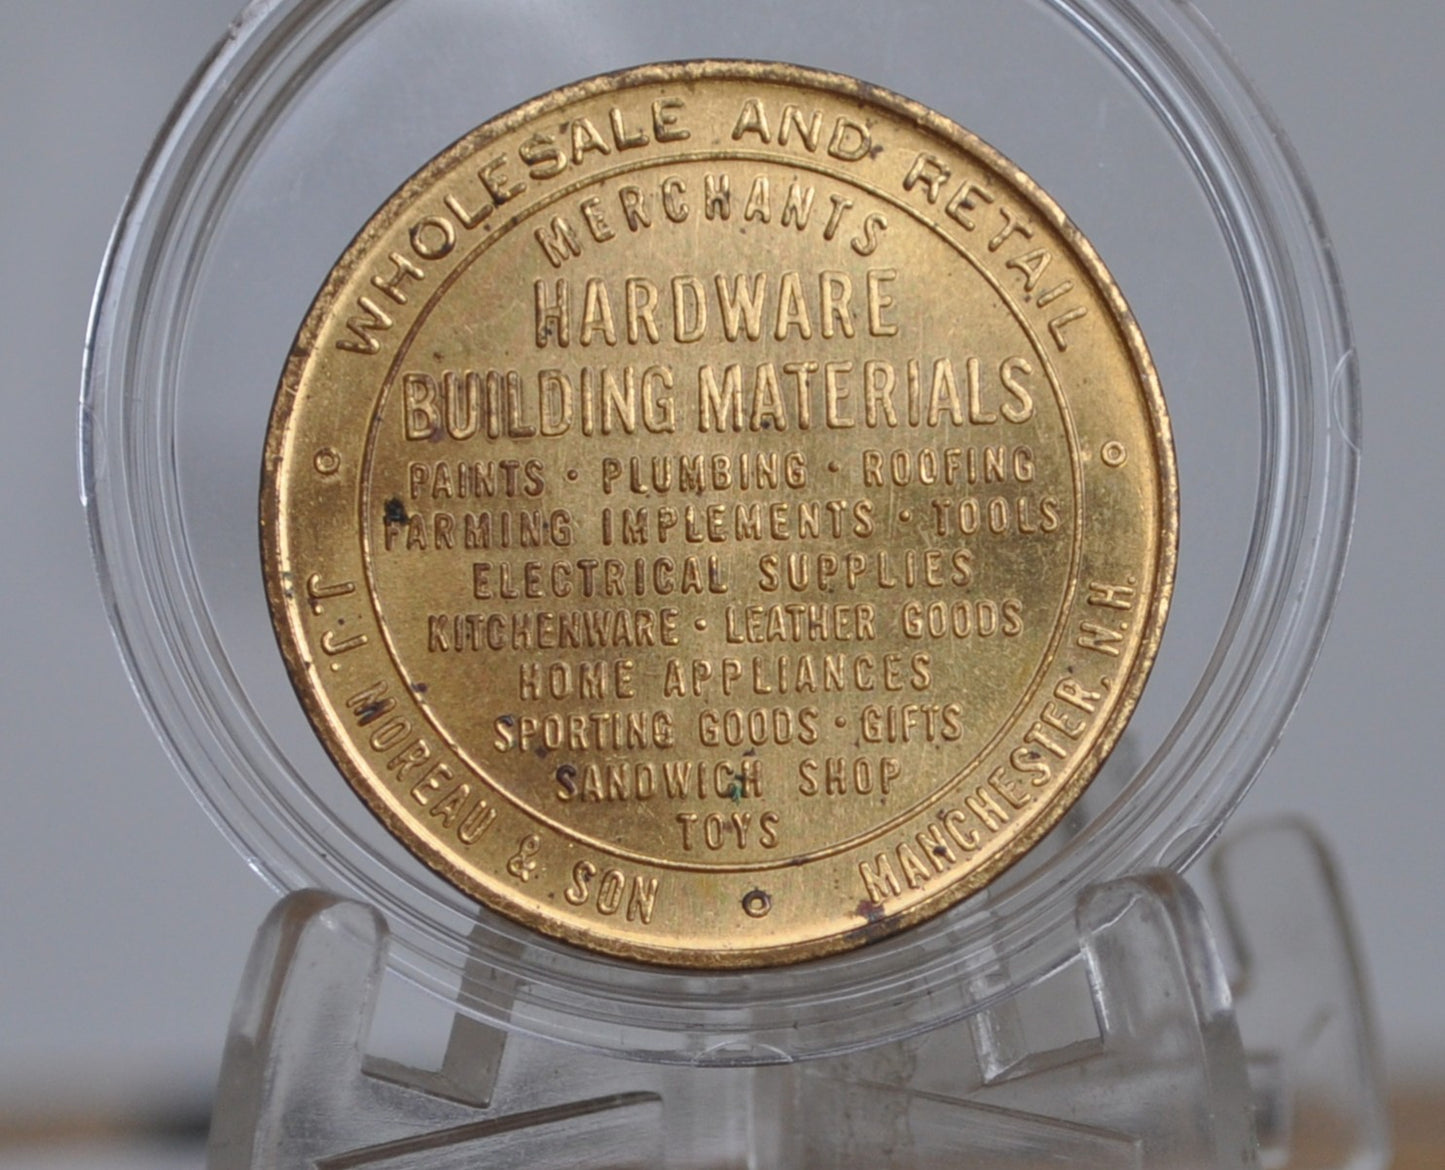 WHOLESALE AND RETAIL
MERCHANTS
HARDWARE
BUILDING MATERIALS
PAINTS · PLUMBING · ROOFING
FARMING IMPLEMENTS · TOOLS
ELECTRICAL SUPPLIES
KITCHENWARE · LEATHER GOODS
HOME APPLIANCES
SPORTING GOODS · GIFTS
SANDWICH SHOP
TOYS
J. J. MOREAU & SON
MANCHESTER, N.H.